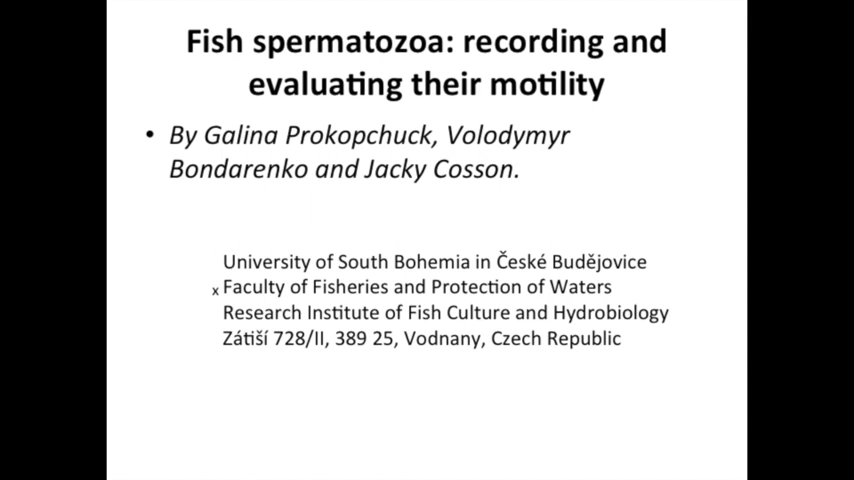 Fish spermatozoa: recording and
evaluating their motility
• By Galina Prokopchuck, Volodymyr
Bondarenko and Jacky Cosson.
University of South Bohemia in České Budějovice
x Faculty of Fisheries and Protection of Waters
Research Institute of Fish Culture and Hydrobiology
Zátiší 728/II, 389 25, Vodnany, Czech Republic